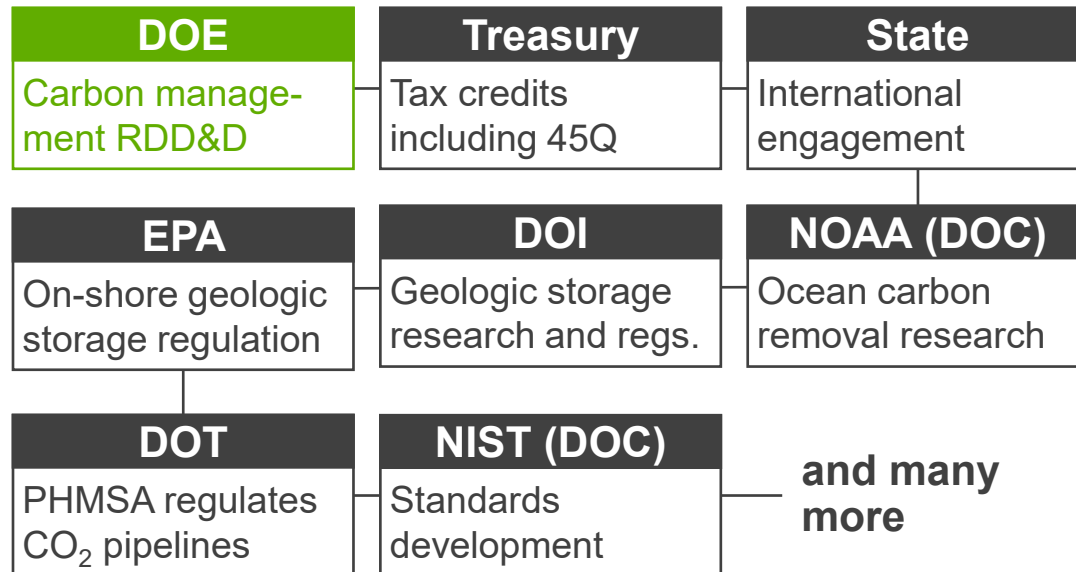 DOE
Carbon manage-
ment RDD&D
Treasury
Tax credits
including 45Q
State
International
engagement
EPA
On-shore geologic
storage regulation
DOI
Geologic storage
research and regs.
NOAA (DOC)
Ocean carbon
removal research
DOT
PHMSA regulates
CO₂ pipelines
NIST (DOC)
Standards
development
and many
more